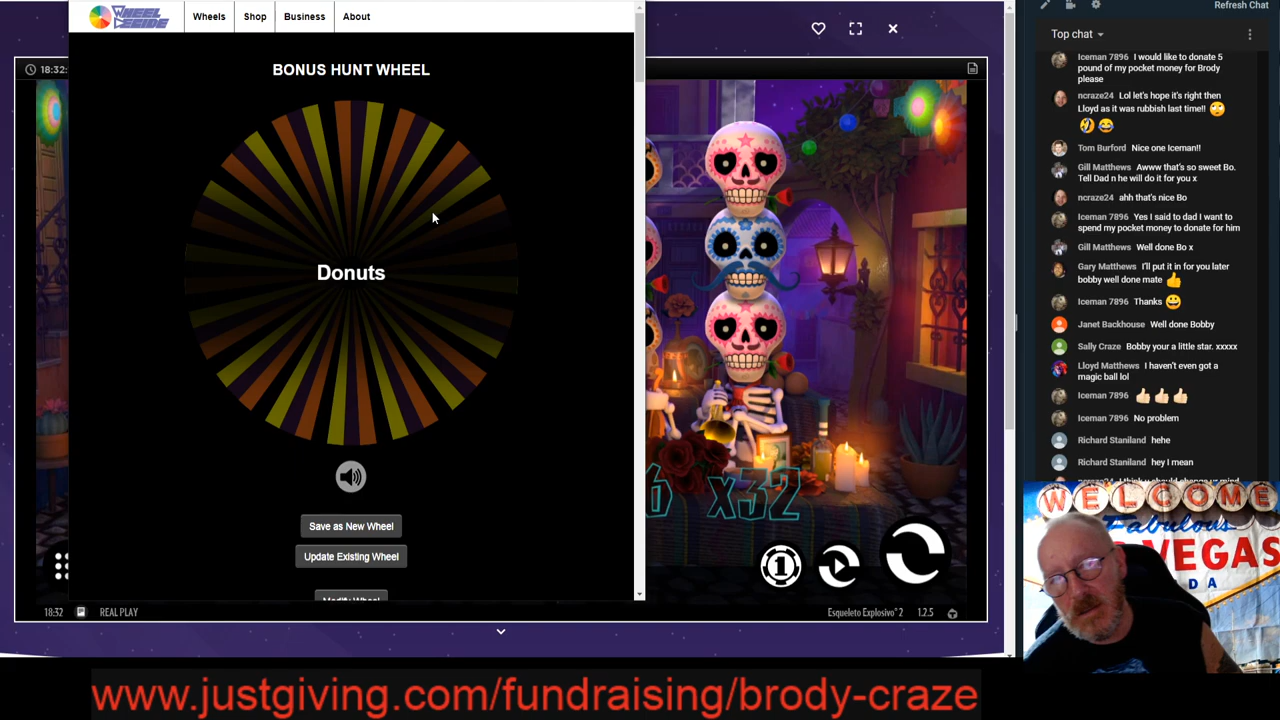 WHEEL DECIDE
Wheels
Shop
Business
About
BONUS HUNT WHEEL
Donuts
Save as New Wheel
Update Existing Wheel
Modify Wheel
18:32:
x32
1
18:32
REAL PLAY
Esqueleto Explosivo 2
1.2.5
Refresh Chat
Top chat
Iceman 7896 I would like to donate 5
pound of my pocket money for Brody
please
ncraze24 Lol let's hope it's right then
Lloyd as it was rubbish last time!! 🙄
🤣😂
Tom Burford Nice one Iceman!!
Gill Matthews Awww that's so sweet Bo.
Tell Dad n he will do it for you x
ncraze24 ahh that's nice Bo
Iceman 7896 Yes I said to dad I want to
spend my pocket money to donate for him
Gill Matthews Well done Bo x
Gary Matthews I'll put it in for you later
bobby well done mate 👍
Iceman 7896 Thanks 😀
Janet Backhouse Well done Bobby
Sally Craze Bobby your a little star. xxxxx
Lloyd Matthews I haven't even got a
magic ball lol
Iceman 7896 👍🏻👍🏻👍🏻
Iceman 7896 No problem
Richard Staniland hehe
Richard Staniland hey I mean
WELCOME
Fabulous
VEGAS
DA
www.justgiving.com/fundraising/brody-craze